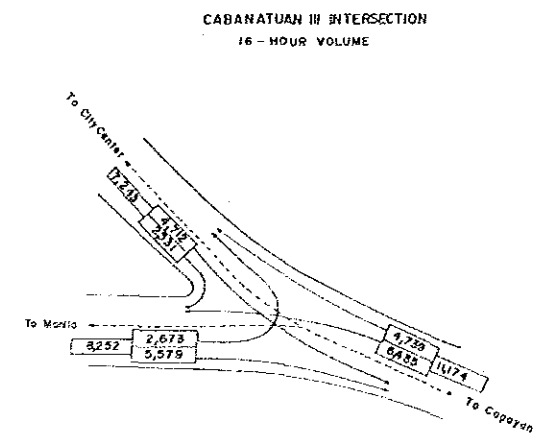 CABANATUAN III INTERSECTION
16-HOUR VOLUME
To City Center
7,243
4,712
2,531
To Manila
8,252
2,673
5,579
4,739
6,435
11,174
To Cagayan